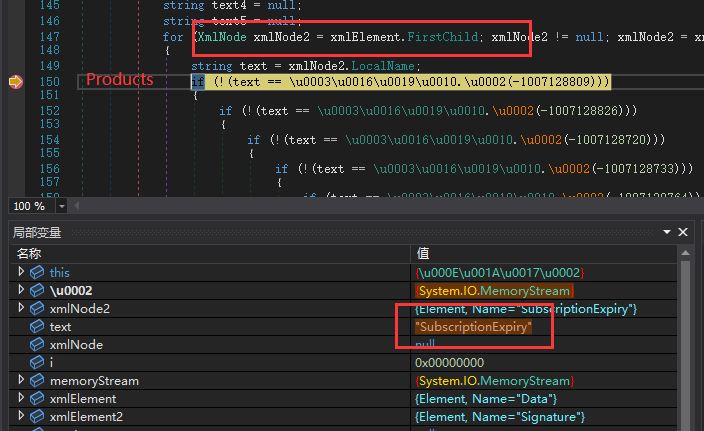 145 string text4 = null;
146 string text5 = null;
147 for (XmlNode xmlNode2 = xmlElement.FirstChild; xmlNode2 != null; xmlNode2 =
148 {
149 string text = xmlNode2.LocalName;
Products
150 if (!(text == \u0003\u0016\u0019\u0010.\u0002(-1007128809)))
151 {
152 if (!(text == \u0003\u0016\u0019\u0010.\u0002(-1007128826)))
153 {
154 if (!(text == \u0003\u0016\u0019\u0010.\u0002(-1007128720)))
155 {
156 if (!(text == \u0003\u0016\u0019\u0010.\u0002(-1007128733)))
157 {
100 %
局部变量
名称 值
this {\u000E\u001A\u0017\u0002}
\u0002 {System.IO.MemoryStream}
xmlNode2 {Element, Name="SubscriptionExpiry"}
text "SubscriptionExpiry"
xmlNode null
i 0x00000000
memoryStream {System.IO.MemoryStream}
xmlElement {Element, Name="Data"}
xmlElement2 {Element, Name="Signature"}